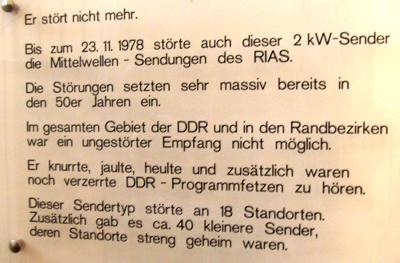 Er stört nicht mehr.
Bis zum 23. 11. 1978 störte auch dieser 2 kW-Sender
die Mittelwellen - Sendungen des RIAS.
Die Störungen setzten sehr massiv bereits in
den 50er Jahren ein.
Im gesamten Gebiet der DDR und in den Randbezirken
war ein ungestörter Empfang nicht möglich.
Er knurrte, jaulte, heulte und zusätzlich waren
noch verzerrte DDR - Programmfetzen zu hören.
Dieser Sendertyp störte an 18 Standorten.
Zusätzlich gab es ca. 40 kleinere Sender,
deren Standorte streng geheim waren.